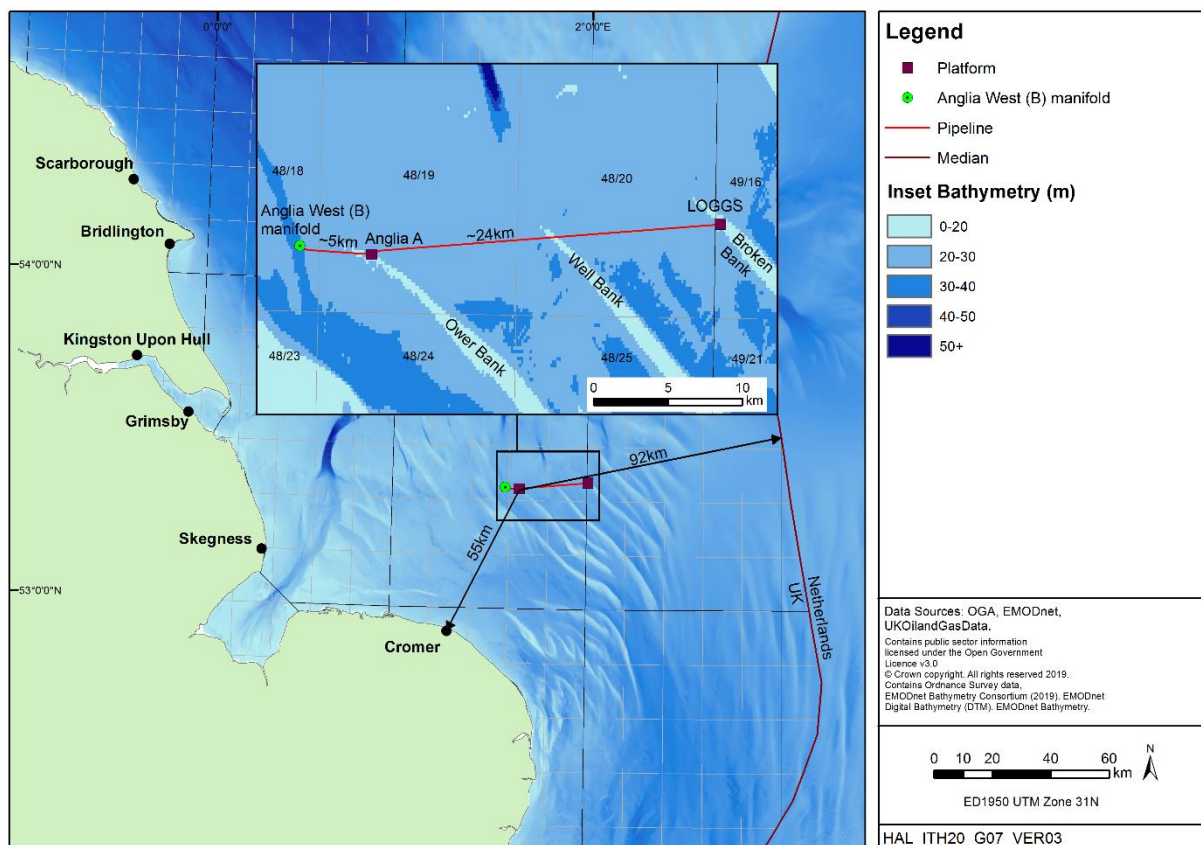 0°0'0"
2°0'0"E
Scarborough
Bridlington
54°0'0"N
Kingston Upon Hull
Grimsby
Skegness
53°0'0"N
Cromer
48/18
48/19
48/20
49/16
Anglia West (B)
manifold
~5km
Anglia A
~24km
LOGGS
Broken
Bank
Well Bank
Ower Bank
48/23
48/24
48/25
49/21
0 5 10
km
92km
55km
UK
Netherlands
Legend
Platform
Anglia West (B) manifold
Pipeline
Median
Inset Bathymetry (m)
0-20
20-30
30-40
40-50
50+
Data Sources: OGA, EMODnet,
UKOilandGasData.
Contains public sector information
licensed under the Open Government
Licence v3.0
© Crown copyright. All rights reserved 2019.
Contains Ordnance Survey data,
EMODnet Bathymetry Consortium (2019). EMODnet
Digital Bathymetry (DTM). EMODnet Bathymetry.
0 10 20 40 60
km
N
ED1950 UTM Zone 31N
HAL_ITH20_G07_VER03